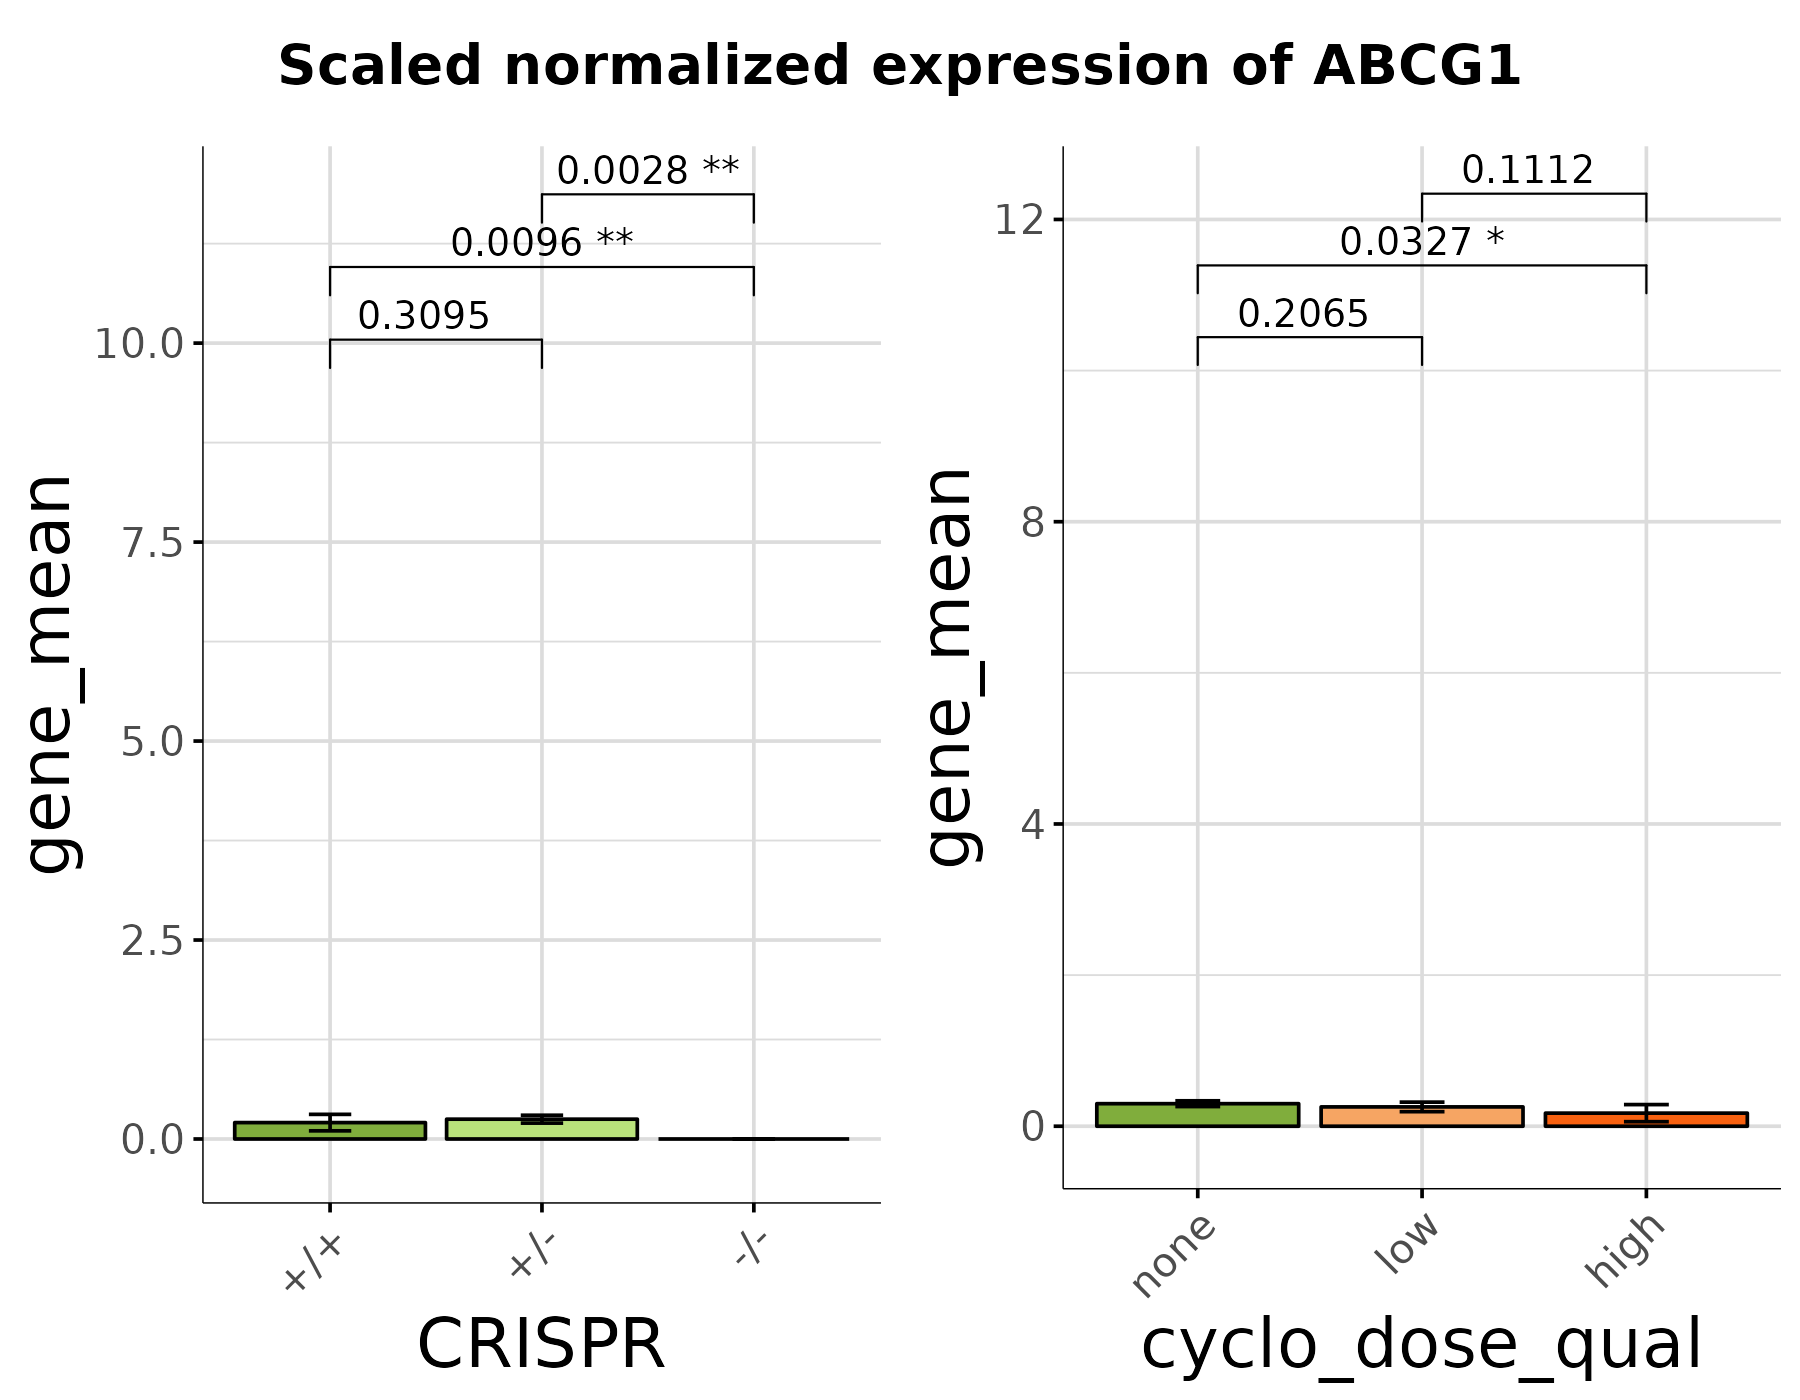 Scaled normalized expression of ABCG1
0.0028 **
0.0096 **
0.3095
10.0
7.5
5.0
2.5
0.0
gene_mean
+/+
+/-
-/-
CRISPR
0.1112
0.0327 *
0.2065
12
8
4
0
gene_mean
none
low
high
cyclo_dose_qual